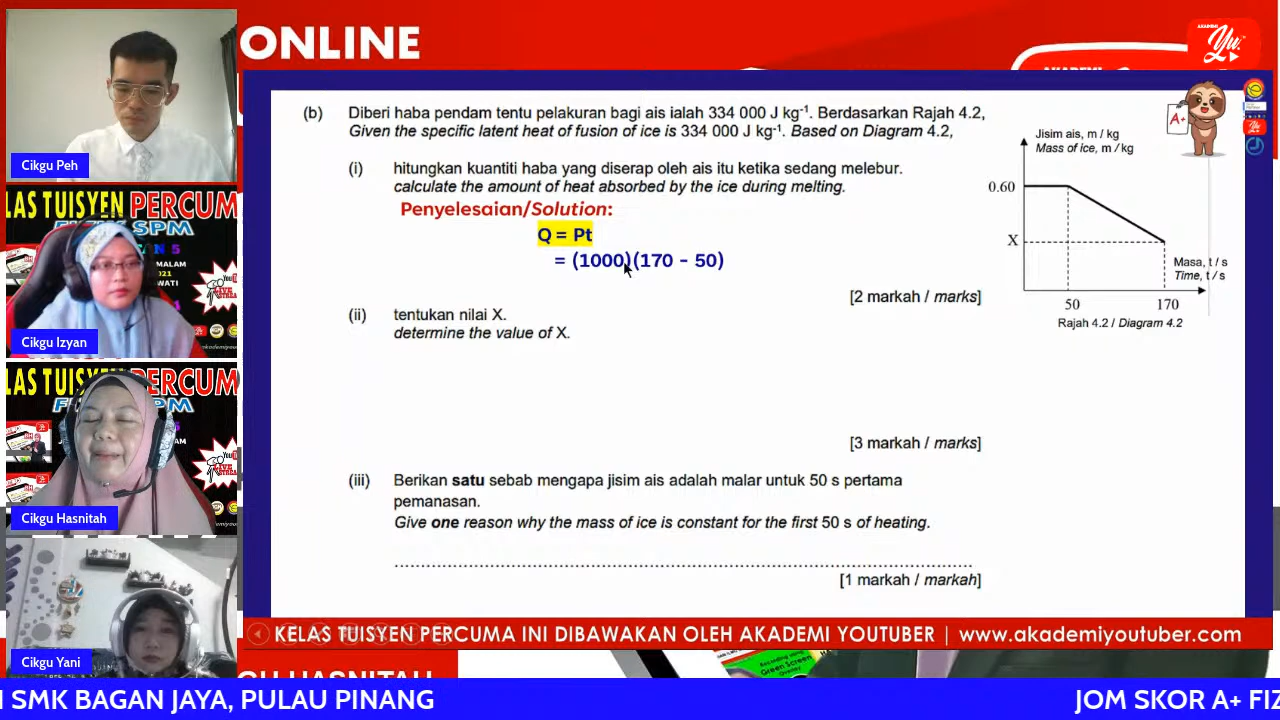 ONLINE
AKADEMI
Yu
Cikgu Peh
LAS TUISYEN PERCUM
Cikgu Izyan
LAS TUISYEN PERCUM
Cikgu Hasnitah
Cikgu Yani
(b) Diberi haba pendam tentu pelakuran bagi ais ialah 334 000 J kg⁻¹. Berdasarkan Rajah 4.2,
Given the specific latent heat of fusion of ice is 334 000 J kg⁻¹. Based on Diagram 4.2,
(i) hitungkan kuantiti haba yang diserap oleh ais itu ketika sedang melebur.
calculate the amount of heat absorbed by the ice during melting.
Penyelesaian/Solution:
Q = Pt
= (1000)(170 - 50)
[2 markah / marks]
(ii) tentukan nilai X.
determine the value of X.
[3 markah / marks]
(iii) Berikan satu sebab mengapa jisim ais adalah malar untuk 50 s pertama
pemanasan.
Give one reason why the mass of ice is constant for the first 50 s of heating.
[1 markah / markah]
A+
Jisim ais, m / kg
Mass of ice, m / kg
0.60
X
Masa, t / s
Time, t / s
50 170
Rajah 4.2 / Diagram 4.2
KELAS TUISYEN PERCUMA INI DIBAWAKAN OLEH AKADEMI YOUTUBER | www.akademiyoutuber.com
I SMK BAGAN JAYA, PULAU PINANG
JOM SKOR A+ FIZ